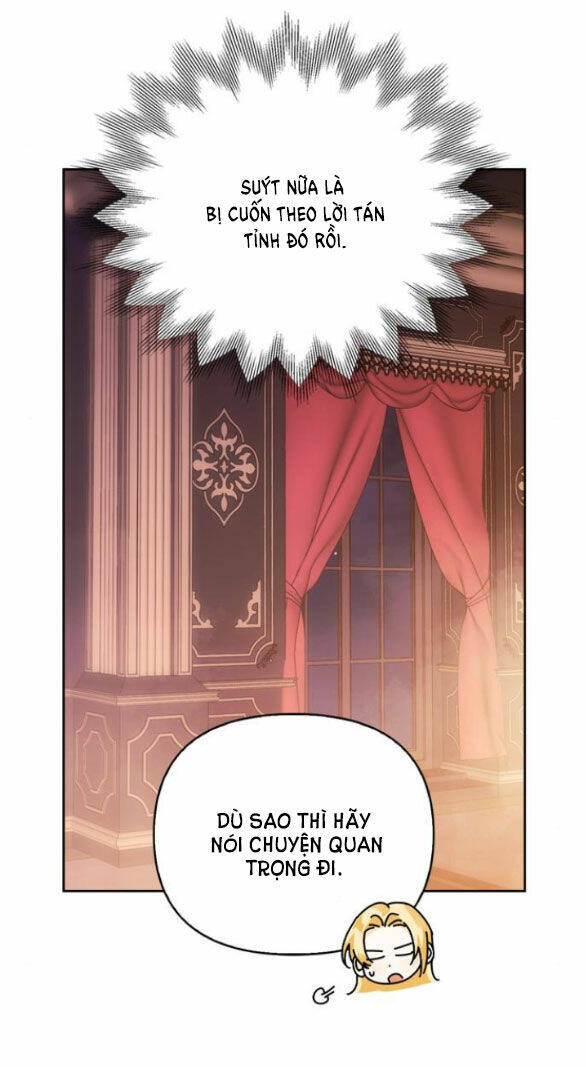 SUÝT NỮA LÀ
BỊ CUỐN THEO LỜI TÁN
TỈNH ĐÓ RỒI.
DÙ SAO THÌ HÃY
NÓI CHUYỆN QUAN
TRỌNG ĐI.